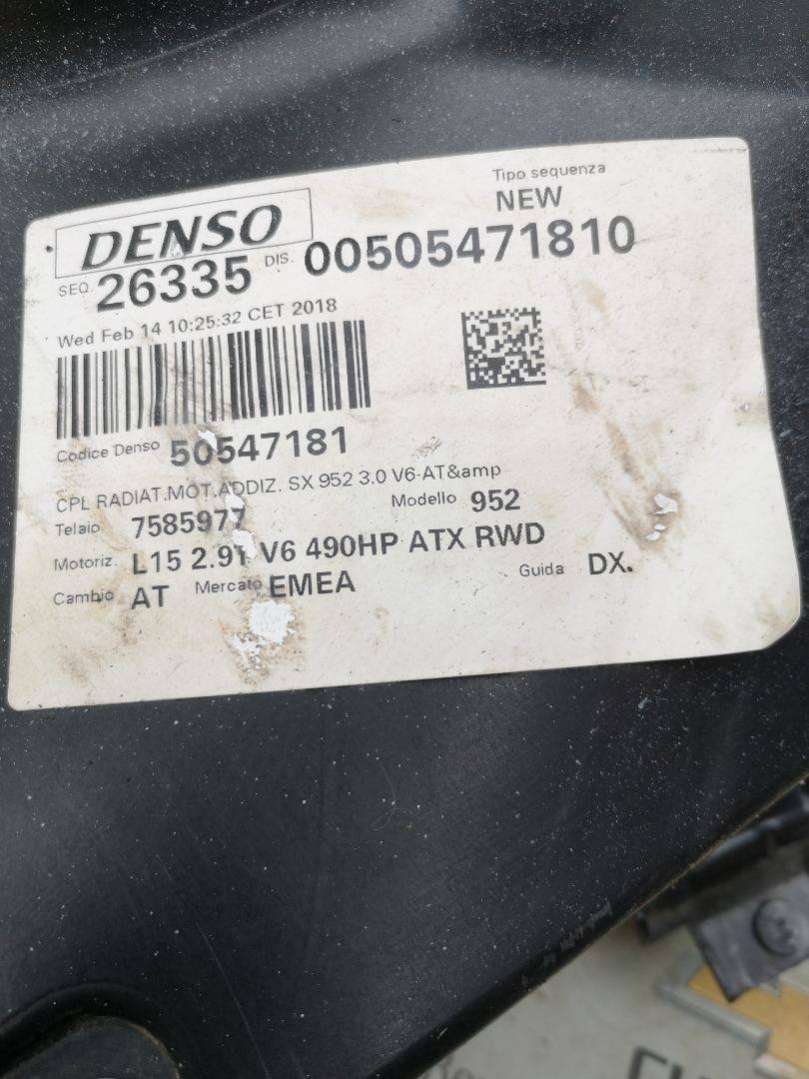 Tipo sequenza
NEW
DENSO
SEQ. 26335 DIS. 00505471810
Wed Feb 14 10:25:32 CET 2018
Codice Denso 50547181
CPL RADIAT.MOT.ADDIZ. SX 952 3.0 V6-AT&amp
Telaio 7585977 Modello 952
Motoriz. L15 2.9T V6 490HP ATX RWD
Cambio AT Mercato EMEA Guida DX.